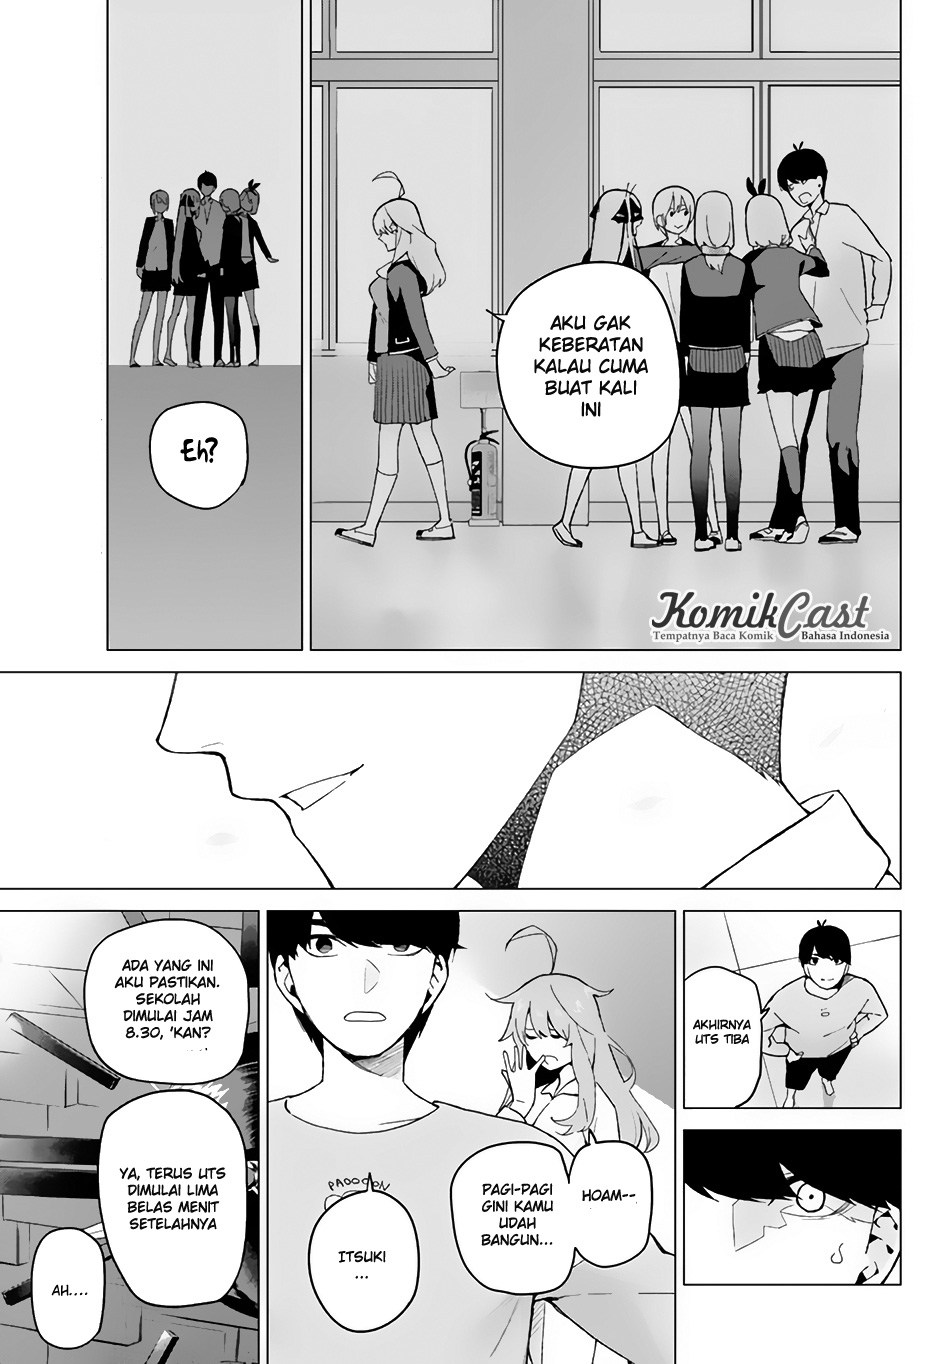 AKU GAK
KEBERATAN
KALAU CUMA
BUAT KALI
INI
Eh?
KomikCast
Tempatnya Baca Komik Bahasa Indonesia
AKHIRNYA
UTS TIBA
HOAM--
PAGI-PAGI
GINI KAMU
UDAH
BANGUN...
ITSUKI
...
ADA YANG INI
AKU PASTIKAN.
SEKOLAH
DIMULAI JAM
8.30, 'KAN?
....
YA, TERUS UTS
DIMULAI LIMA
BELAS MENIT
SETELAHNYA
AH....